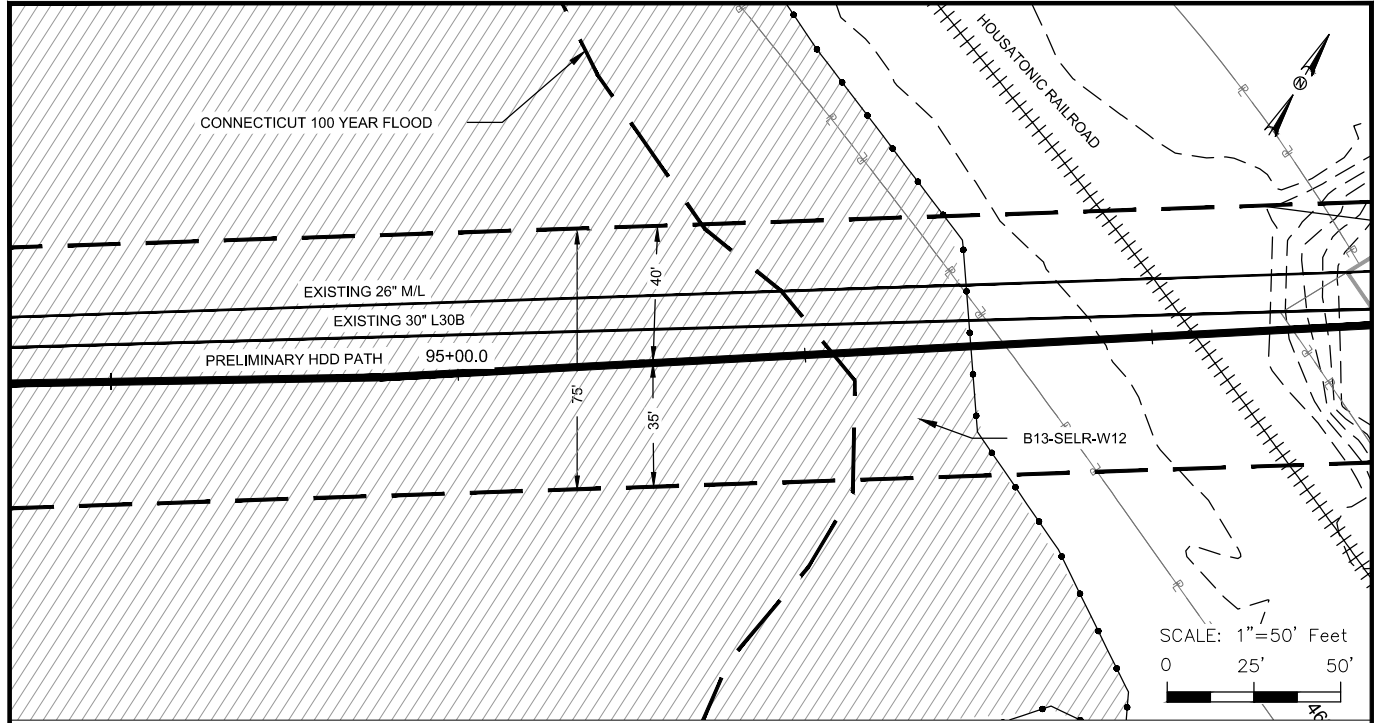 CONNECTICUT 100 YEAR FLOOD
HOUSATONIC RAILROAD
N
EXISTING 26" M/L
EXISTING 30" L30B
PRELIMINARY HDD PATH
95+00.0
75'
40'
35'
B13-SELR-W12
SCALE: 1"=50' Feet
0 25' 50'